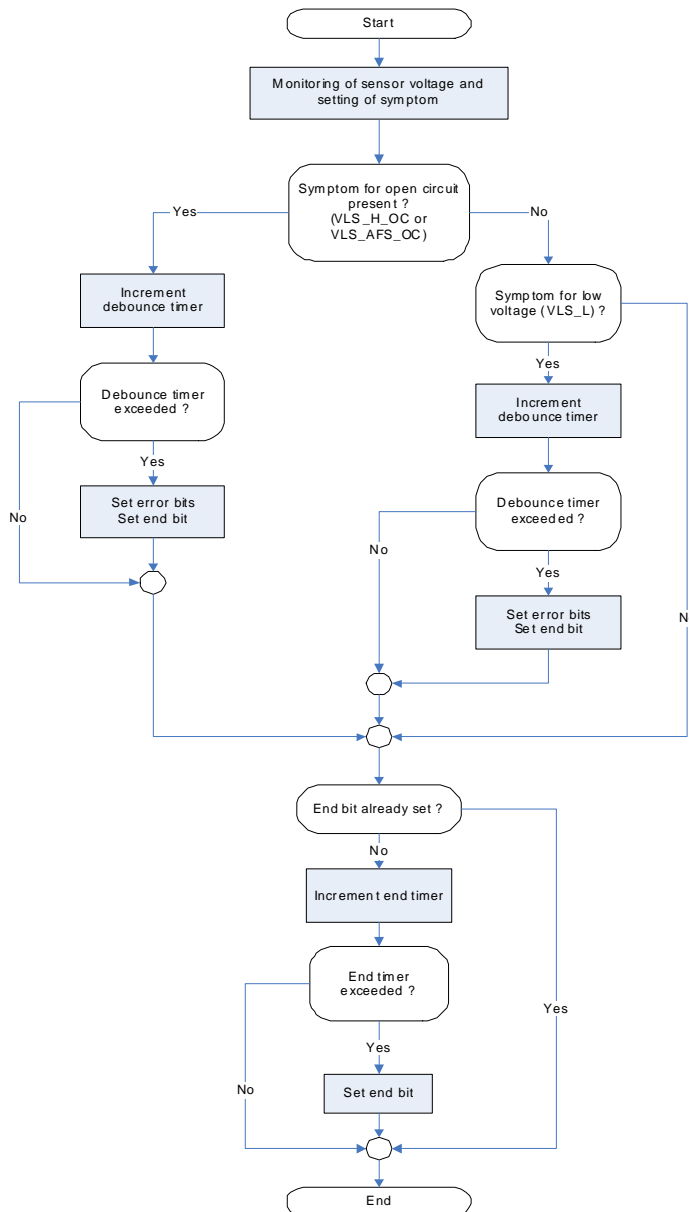 Start
Monitoring of sensor voltage and
setting of symptom
Symptom for open circuit
present ?
(VLS_H_OC or
VLS_AFS_OC)
Yes
No
Increment
debounce timer
Symptom for low
voltage (VLS_L) ?
Debounce timer
exceeded ?
Yes
Increment
debounce timer
Yes
No
Set error bits
Set end bit
Debounce timer
exceeded ?
No
Yes
Set error bits
Set end bit
N
End bit already set ?
No
Increment end timer
End timer
exceeded ?
Yes
Yes
No
Set end bit
End